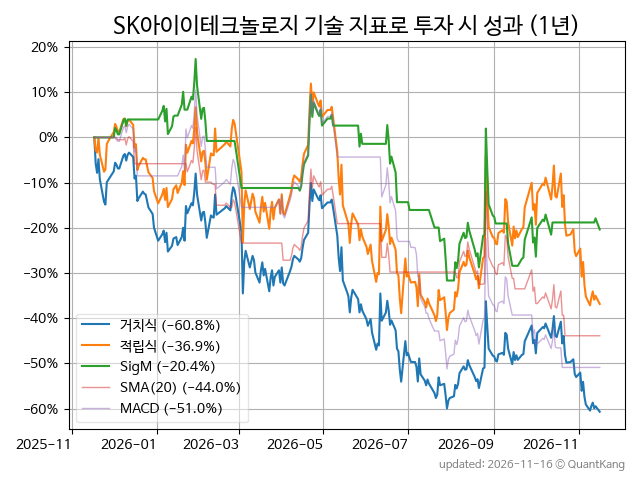 SK아이이테크놀로지 기술 지표로 투자 시 성과 (1년)
20%
10%
0%
−10%
−20%
−30%
−40%
−50%
−60%
거치식 (−60.8%)
적립식 (−36.9%)
SigM (−20.4%)
SMA(20) (−44.0%)
MACD (−51.0%)
2025-11 2026-01 2026-03 2026-05 2026-07 2026-09 2026-11
updated: 2026-11-16 © QuantKang